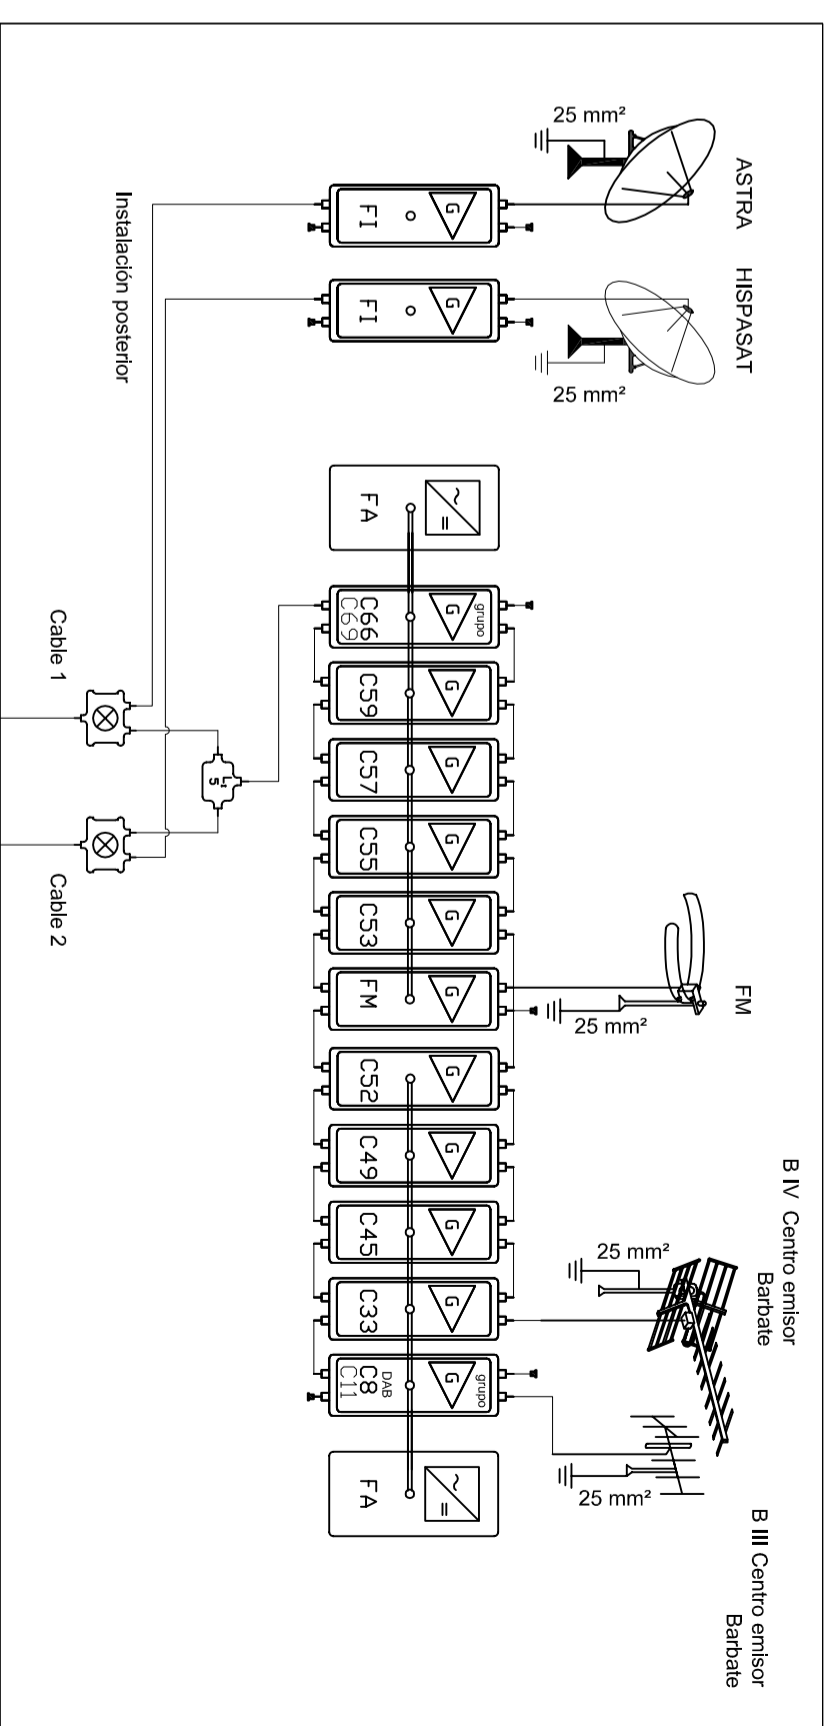 ASTRA
HISPASAT
FM
B IV Centro emisor
Barbate
B III Centro emisor
Barbate
25 mm²
25 mm²
25 mm²
25 mm²
25 mm²
G
FI
G
FI
~
=
FA
grupo
G
C66
C69
G
C59
G
C57
G
C55
G
C53
G
FM
G
C52
G
C49
G
C45
G
C33
grupo
G
DAB
C8
C11
~
=
FA
Instalación posterior
Lt
5
Cable 1
Cable 2